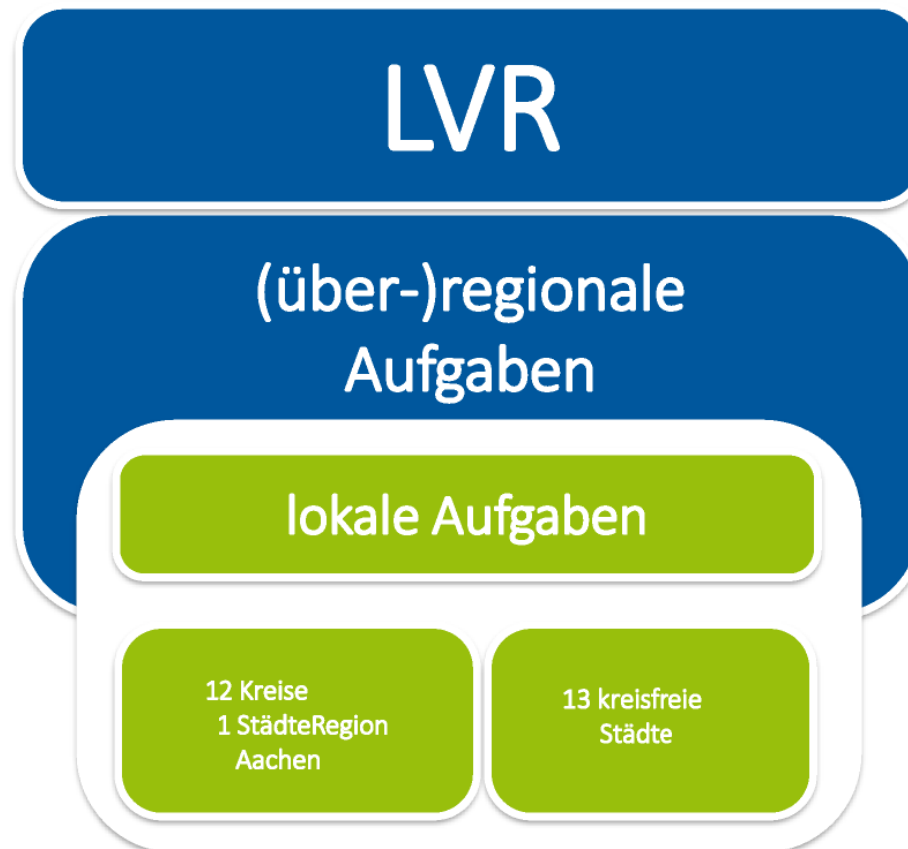 LVR
(über-)regionale
Aufgaben
lokale Aufgaben
12 Kreise
1 StädteRegion
Aachen
13 kreisfreie
Städte